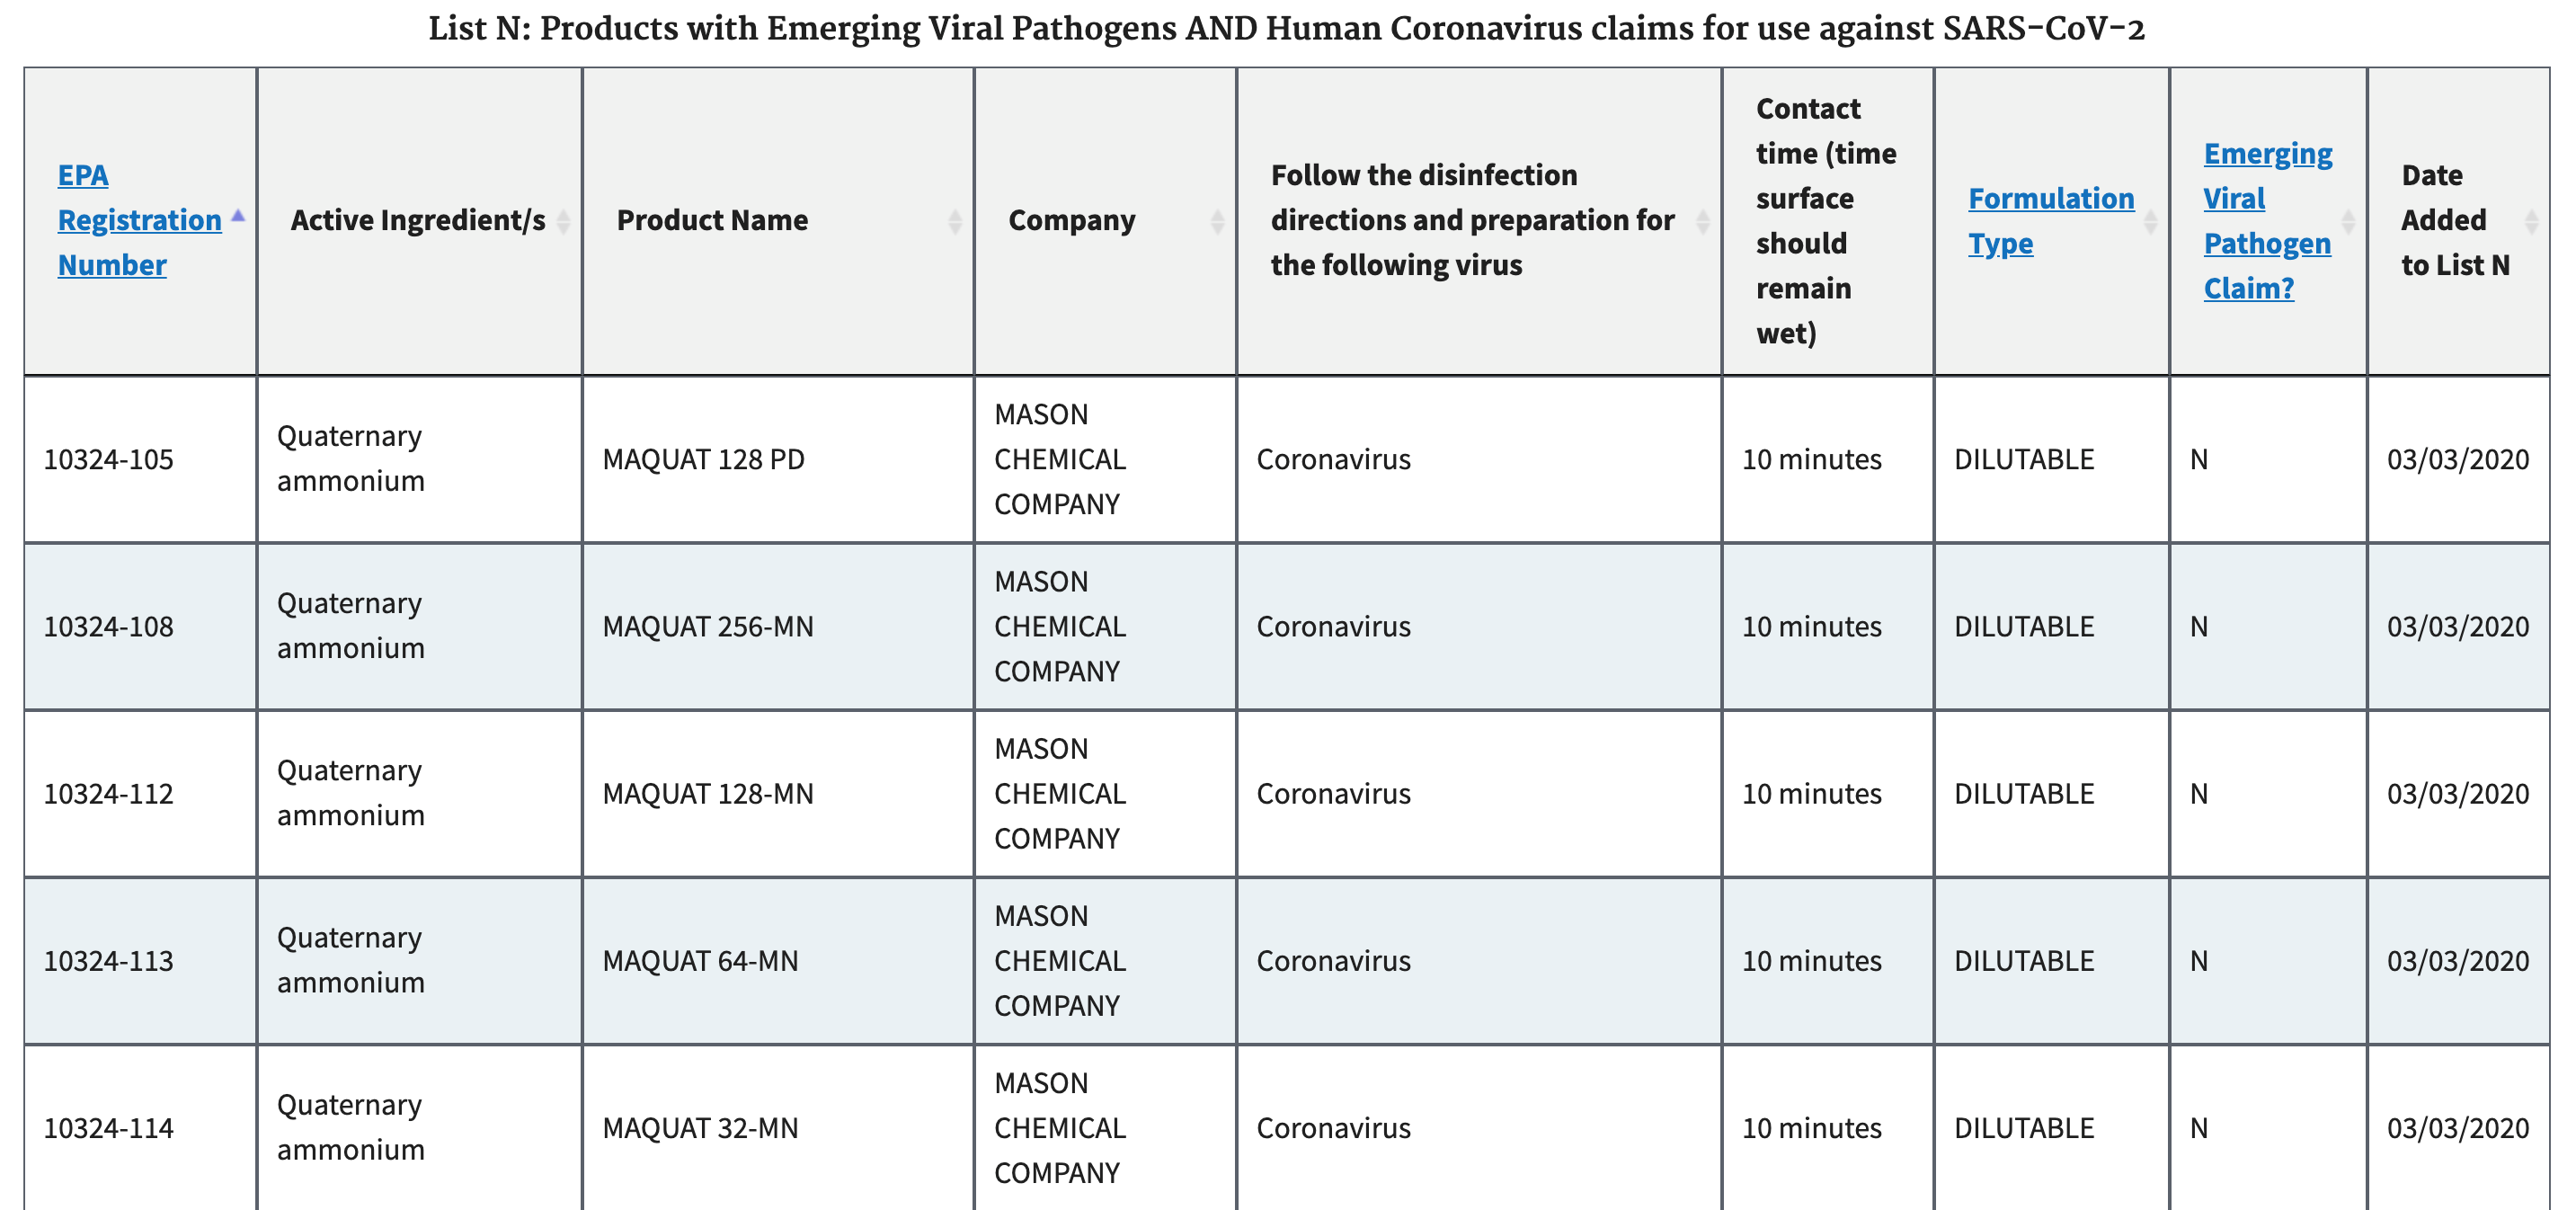 List N: Products with Emerging Viral Pathogens AND Human Coronavirus claims for use against SARS-CoV-2
EPA
Registration
Number
Active Ingredient/s
Product Name
Company
Follow the disinfection
directions and preparation for
the following virus
Contact
time (time
surface
should
remain
wet)
Formulation
Type
Emerging
Viral
Pathogen
Claim?
Date
Added
to List N
10324-105
Quaternary
ammonium
MAQUAT 128 PD
MASON
CHEMICAL
COMPANY
Coronavirus
10 minutes
DILUTABLE
N
03/03/2020
10324-108
Quaternary
ammonium
MAQUAT 256-MN
MASON
CHEMICAL
COMPANY
Coronavirus
10 minutes
DILUTABLE
N
03/03/2020
10324-112
Quaternary
ammonium
MAQUAT 128-MN
MASON
CHEMICAL
COMPANY
Coronavirus
10 minutes
DILUTABLE
N
03/03/2020
10324-113
Quaternary
ammonium
MAQUAT 64-MN
MASON
CHEMICAL
COMPANY
Coronavirus
10 minutes
DILUTABLE
N
03/03/2020
10324-114
Quaternary
ammonium
MAQUAT 32-MN
MASON
CHEMICAL
COMPANY
Coronavirus
10 minutes
DILUTABLE
N
03/03/2020